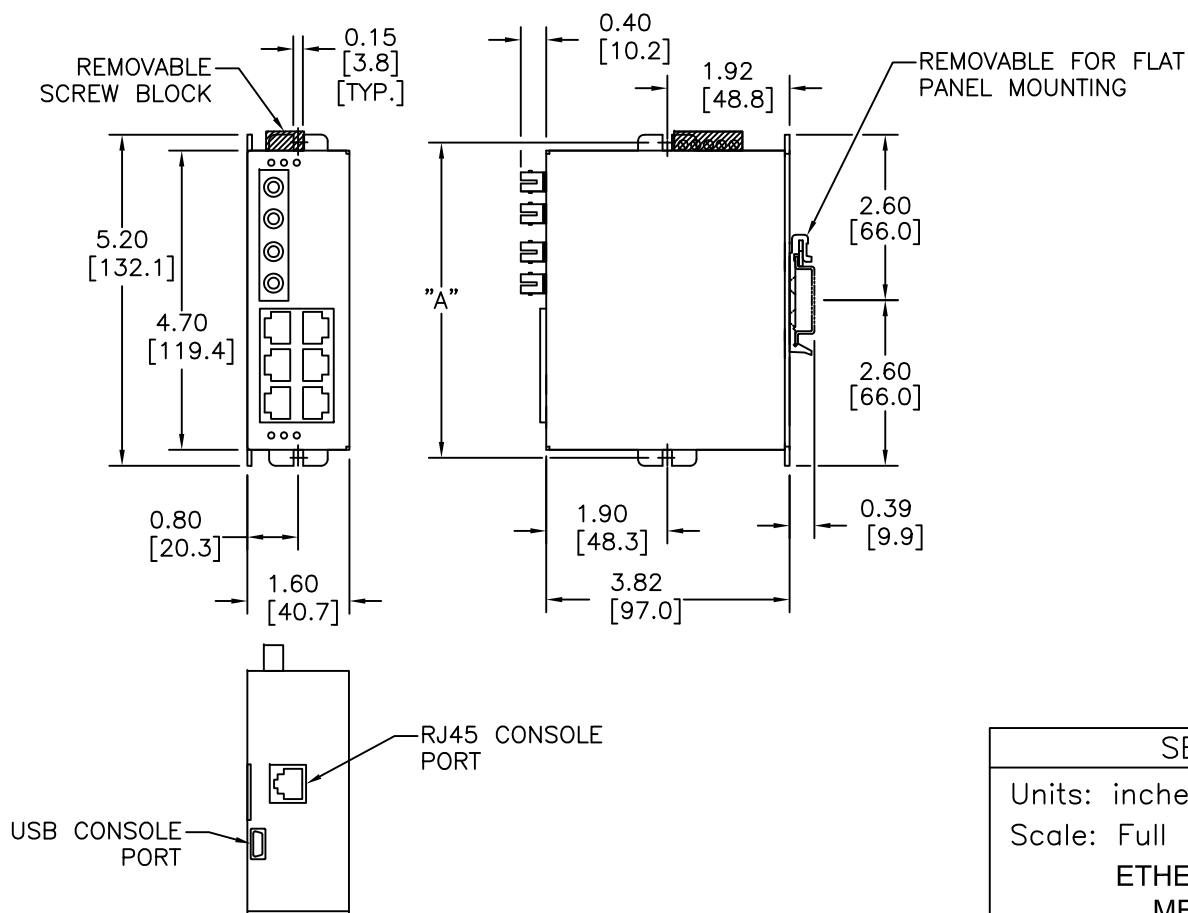 0.15
[3.8]
[TYP.]
REMOVABLE
SCREW BLOCK
0.40
[10.2]
1.92
[48.8]
REMOVABLE FOR FLAT
PANEL MOUNTING
5.20
[132.1]
4.70
[119.4]
"A"
2.60
[66.0]
2.60
[66.0]
0.80
[20.3]
1.60
[40.7]
1.90
[48.3]
3.82
[97.0]
0.39
[9.9]
RJ45 CONSOLE
PORT
USB CONSOLE
PORT
Units: inche
Scale: Full
ETHE